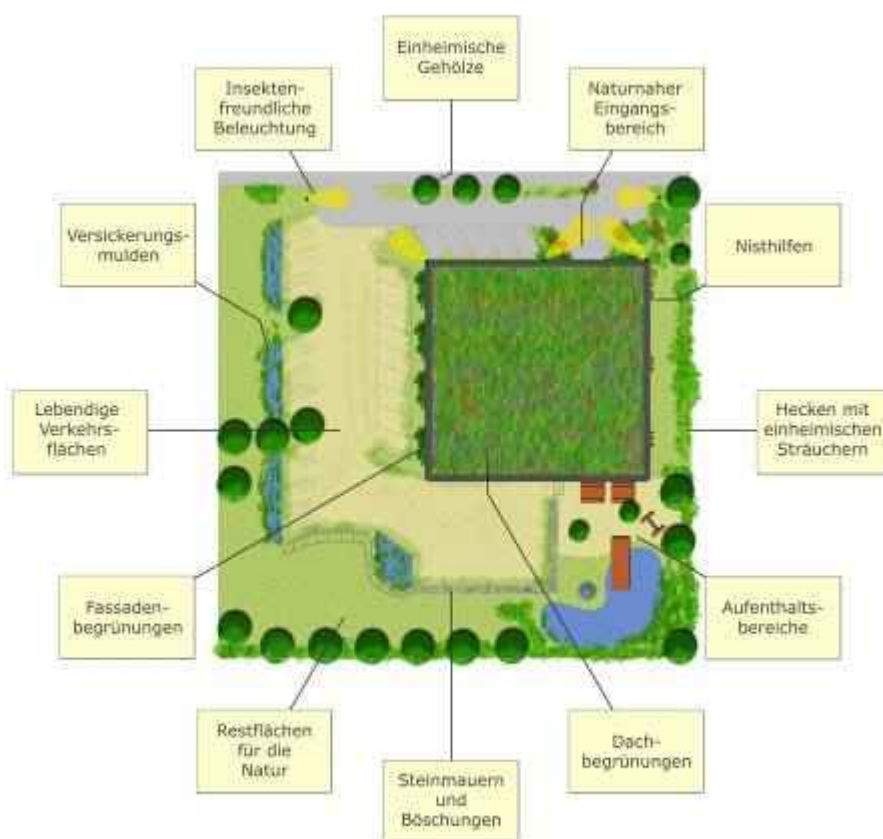 Einheimische
Gehölze
Insekten-
freundliche
Beleuchtung
Naturnaher
Eingangs-
bereich
Versickerungs-
mulden
Nisthilfen
Lebendige
Verkehrs-
flächen
Hecken mit
einheimischen
Sträuchern
Fassaden-
begrünungen
Aufenthalts-
bereiche
Restflächen
für die
Natur
Steinmauern
und
Böschungen
Dach-
begrünungen